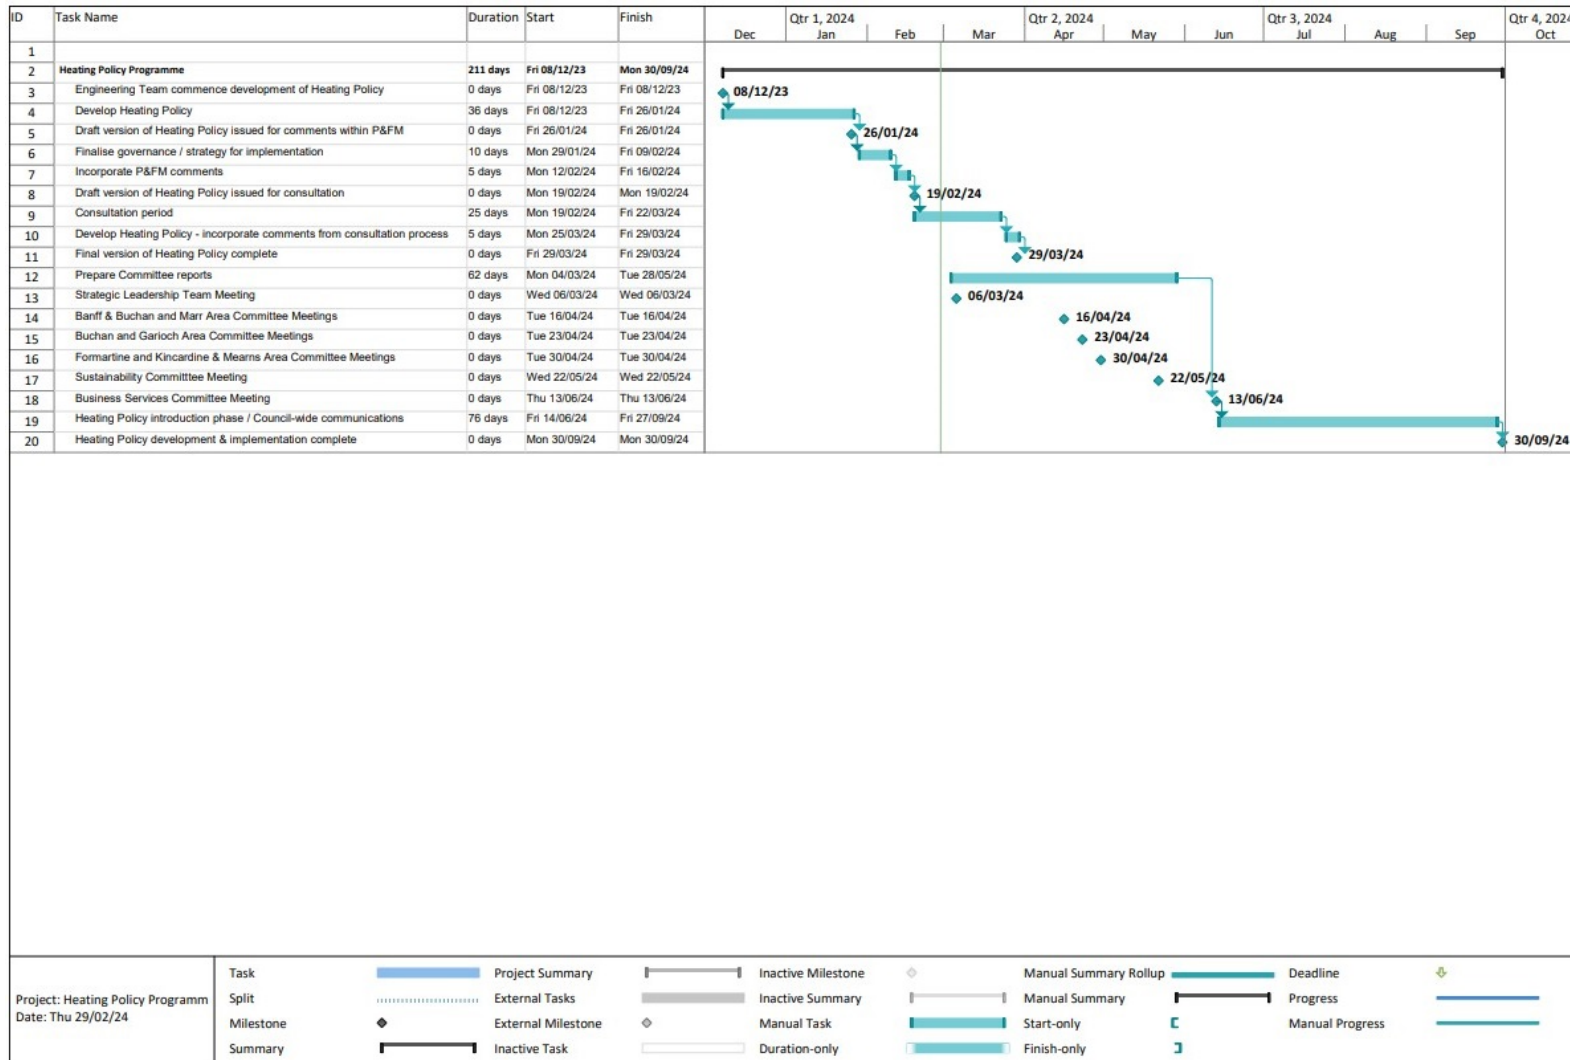 ID Task Name Duration Start Finish Qtr 1, 2024 Qtr 2, 2024 Qtr 3, 2024 Qtr 4, 2024
Dec Jan Feb Mar Apr May Jun Jul Aug Sep Oct
1
2 Heating Policy Programme 211 days Fri 08/12/23 Mon 30/09/24
3 Engineering Team commence development of Heating Policy 0 days Fri 08/12/23 Fri 08/12/23 08/12/23
4 Develop Heating Policy 36 days Fri 08/12/23 Fri 26/01/24
5 Draft version of Heating Policy issued for comments within P&FM 0 days Fri 26/01/24 Fri 26/01/24 26/01/24
6 Finalise governance / strategy for implementation 10 days Mon 29/01/24 Fri 09/02/24
7 Incorporate P&FM comments 5 days Mon 12/02/24 Fri 16/02/24
8 Draft version of Heating Policy issued for consultation 0 days Mon 19/02/24 Mon 19/02/24 19/02/24
9 Consultation period 25 days Mon 19/02/24 Fri 22/03/24
10 Develop Heating Policy - incorporate comments from consultation process 5 days Mon 25/03/24 Fri 29/03/24
11 Final version of Heating Policy complete 0 days Fri 29/03/24 Fri 29/03/24 29/03/24
12 Prepare Committee reports 62 days Mon 04/03/24 Tue 28/05/24
13 Strategic Leadership Team Meeting 0 days Wed 06/03/24 Wed 06/03/24 06/03/24
14 Banff & Buchan and Marr Area Committee Meetings 0 days Tue 16/04/24 Tue 16/04/24 16/04/24
15 Buchan and Garioch Area Committee Meetings 0 days Tue 23/04/24 Tue 23/04/24 23/04/24
16 Formartine and Kincardine & Mearns Area Committee Meetings 0 days Tue 30/04/24 Tue 30/04/24 30/04/24
17 Sustainability Committtee Meeting 0 days Wed 22/05/24 Wed 22/05/24 22/05/24
18 Business Services Committee Meeting 0 days Thu 13/06/24 Thu 13/06/24 13/06/24
19 Heating Policy introduction phase / Council-wide communications 76 days Fri 14/06/24 Fri 27/09/24
20 Heating Policy development & implementation complete 0 days Mon 30/09/24 Mon 30/09/24 30/09/24
Project: Heating Policy Programm
Date: Thu 29/02/24
Task Project Summary Inactive Milestone Manual Summary Rollup Deadline
Split External Tasks Inactive Summary Manual Summary Progress
Milestone External Milestone Manual Task Start-only Manual Progress
Summary Inactive Task Duration-only Finish-only